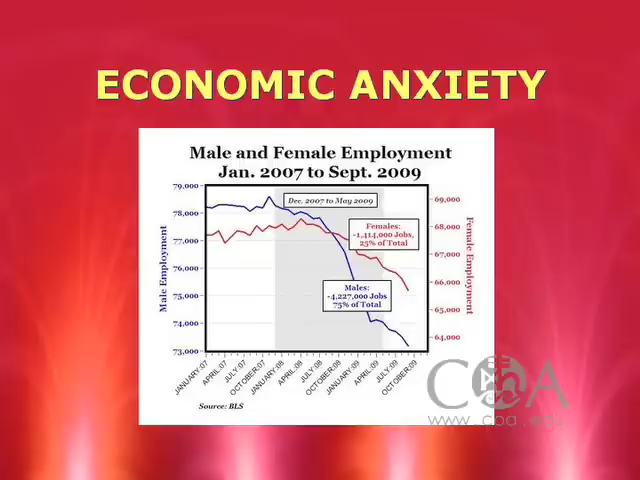 ECONOMIC ANXIETY
Male and Female Employment
Jan. 2007 to Sept. 2009
79,000
78,000
77,000
76,000
75,000
74,000
73,000
Male Employment
Dec. 2007 to May 2009
Females:
-1,414,000 Jobs,
25% of Total
Males:
-4,227,000 Jobs
75% of Total
69,000
68,000
67,000
66,000
65,000
64,000
Female Employment
JANUARY.07
APRIL.07
JULY.07
OCTOBER.07
JANUARY.08
APRIL.08
JULY.08
OCTOBER.08
JANUARY.09
APRIL.09
JULY.09
OCTOBER.09
Source: BLS
COA